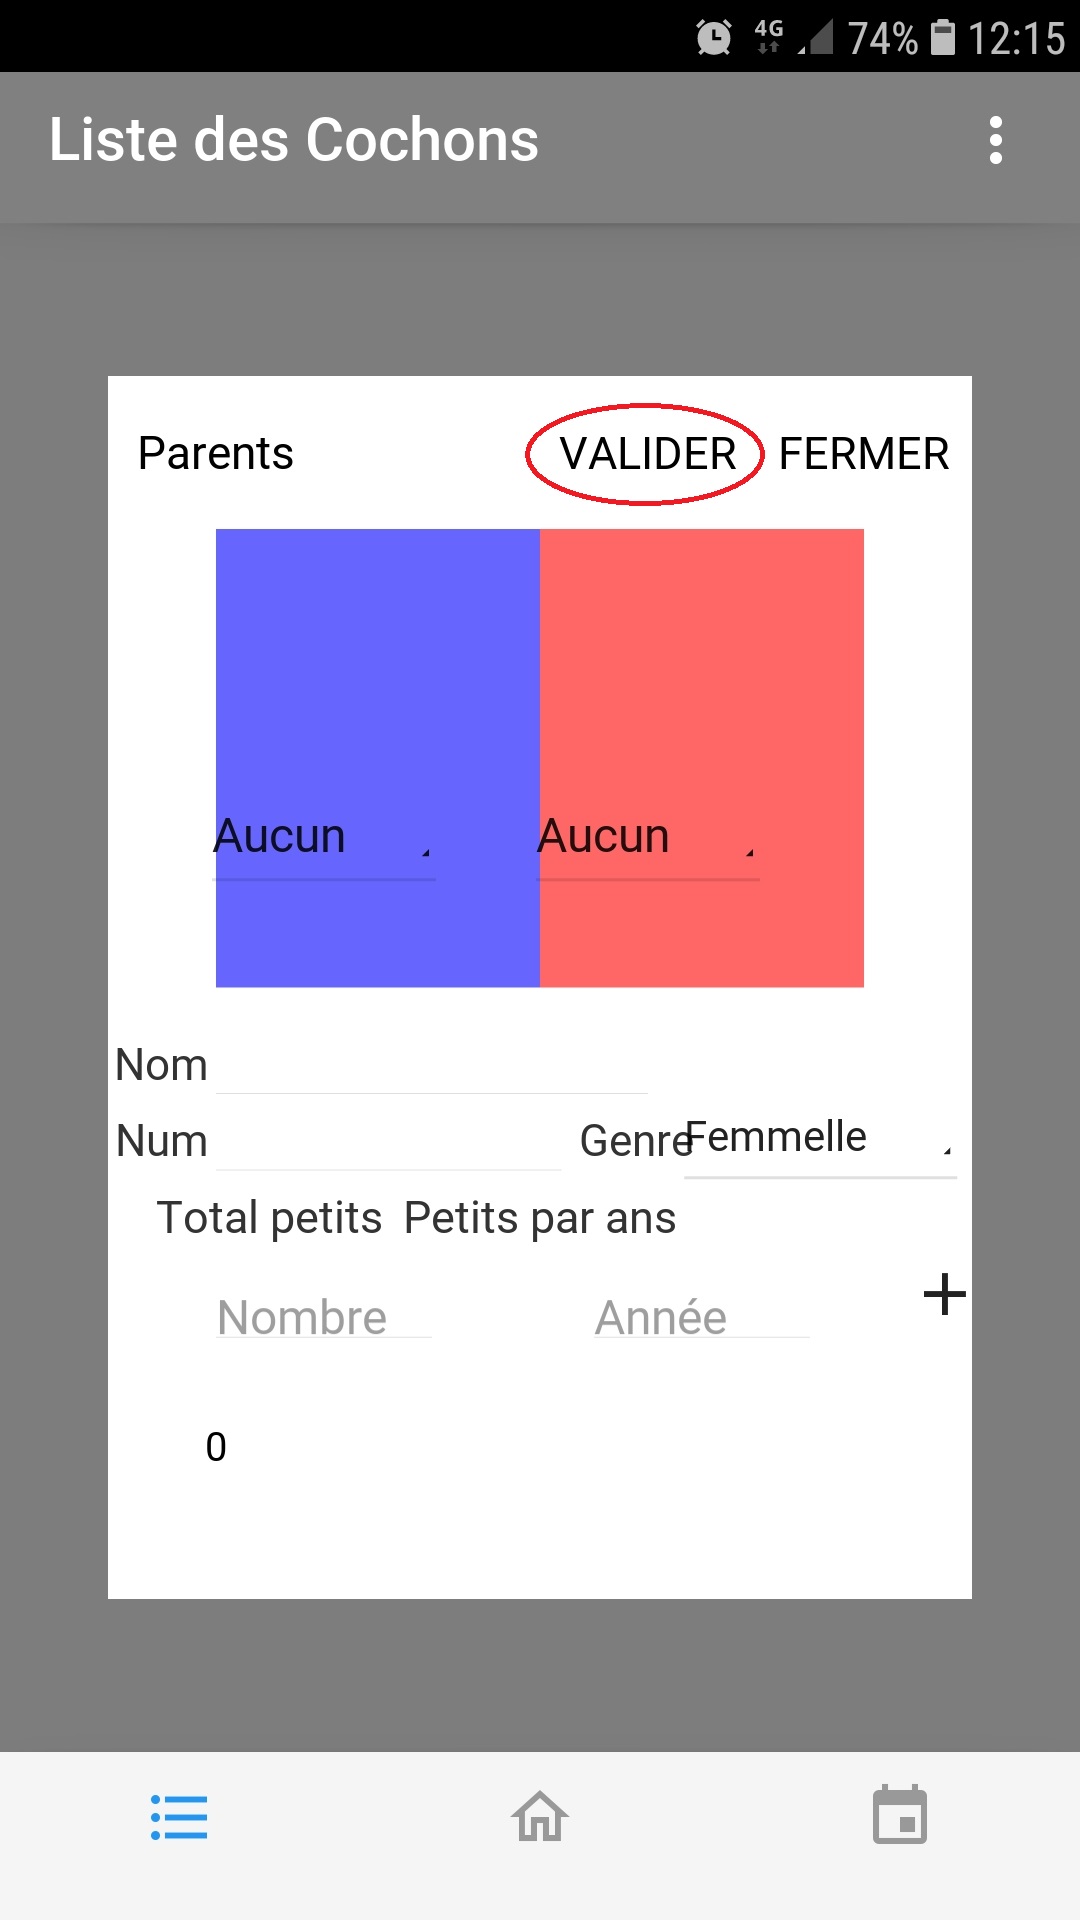 4G 74% 12:15
Liste des Cochons
Parents VALIDER FERMER
Aucun Aucun
Nom
Num Genre Femmelle
Total petits Petits par ans
Nombre Année
0